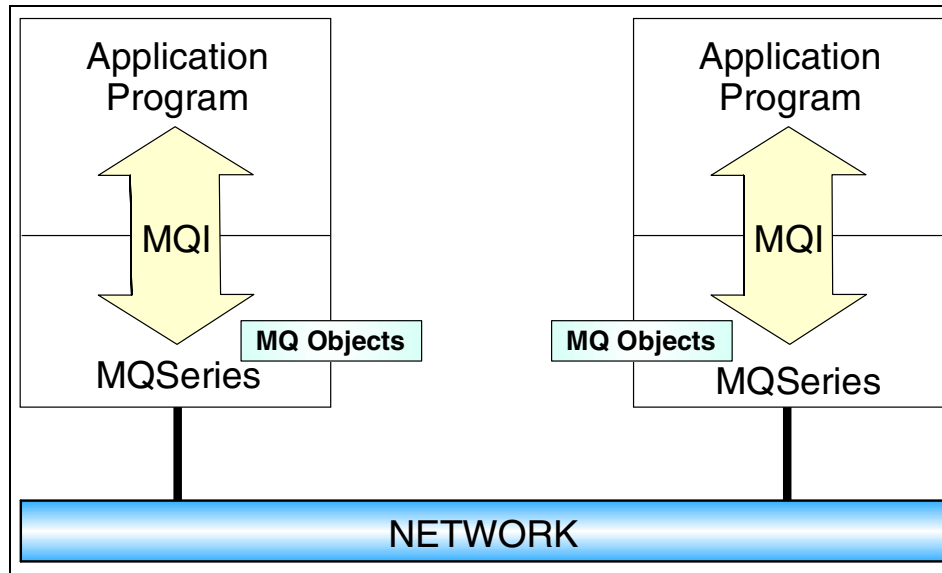 Application
Program
MQI
MQ Objects
MQSeries
Application
Program
MQI
MQ Objects
MQSeries
NETWORK